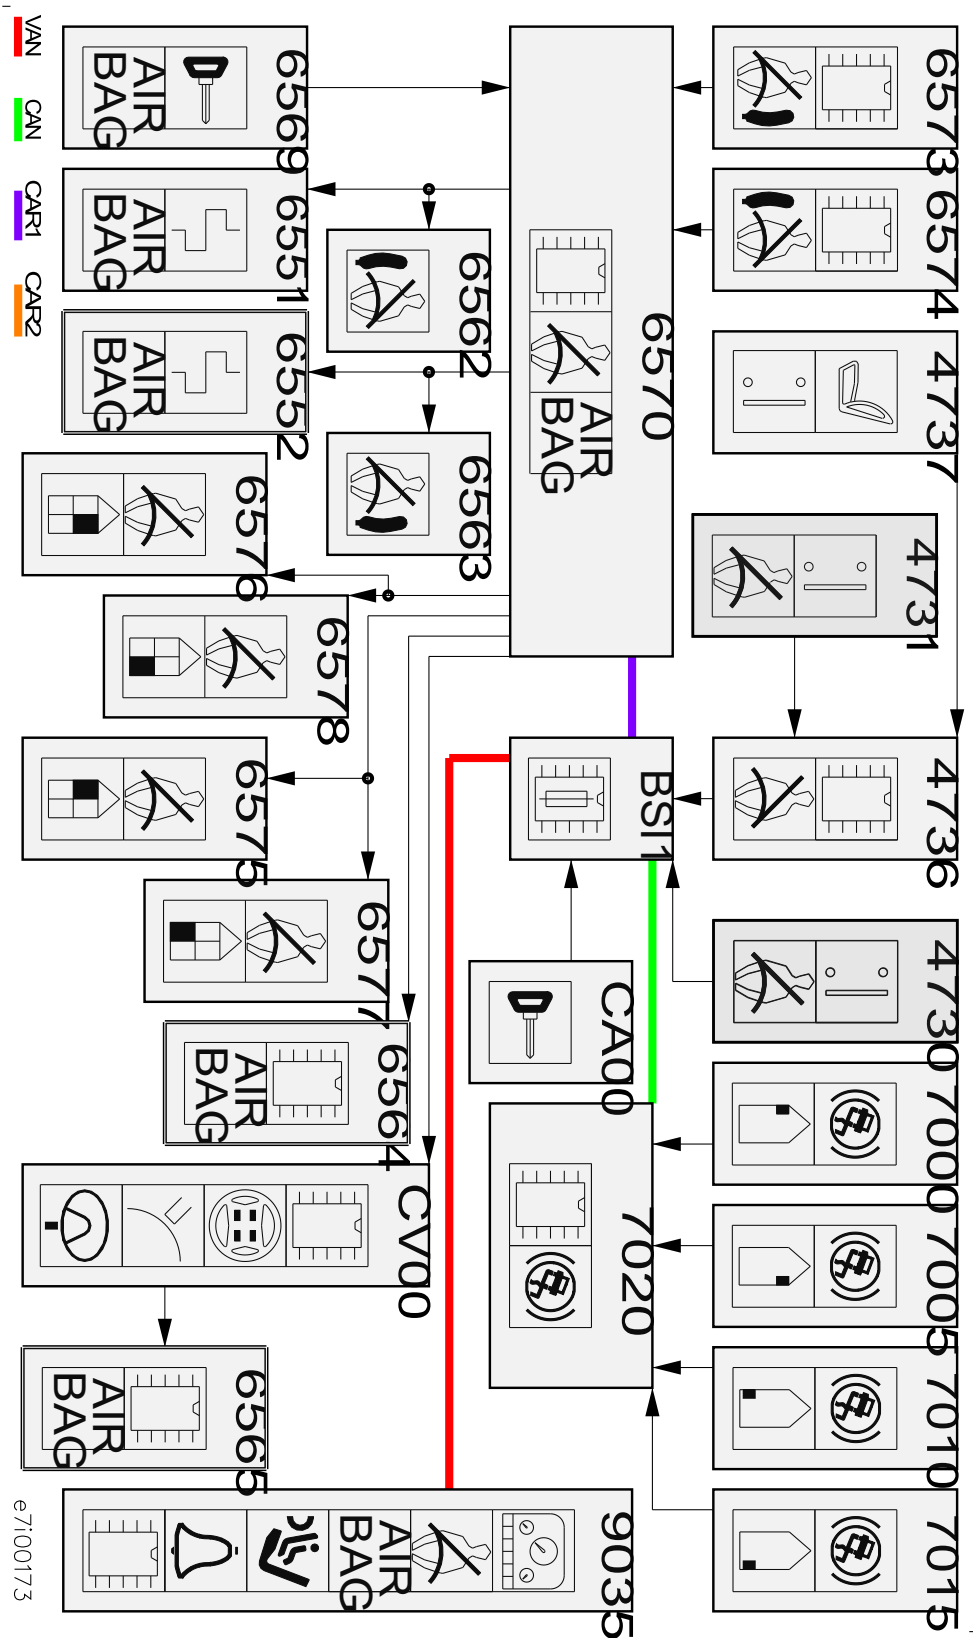 VAN
CAN
CAR1
CAR2
6569
AIR
BAG
6551
AIR
BAG
6552
AIR
BAG
6562
6563
6570
AIR
BAG
6573
6574
4737
4731
4736
4730
6576
6578
6575
6577
6564
AIR
BAG
BSI1
CA00
7020
7000
7005
7010
7015
CV00
6565
AIR
BAG
9035
AIR
BAG
e7i00173